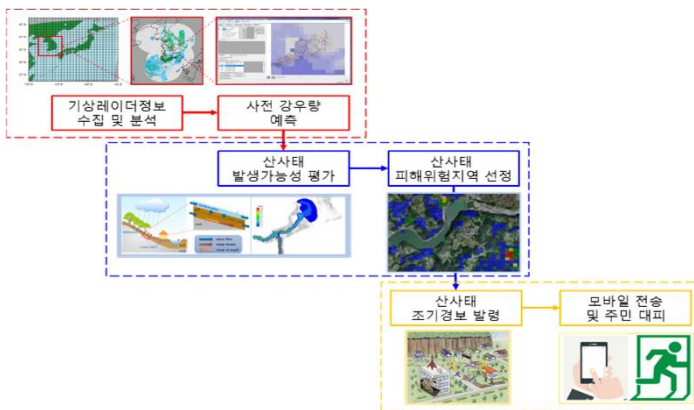 기상레이더정보
수집 및 분석
사전 강우량
예측
산사태
발생가능성 평가
산사태
피해위험지역 선정
산사태
조기경보 발령
모바일 전송
및 주민 대피